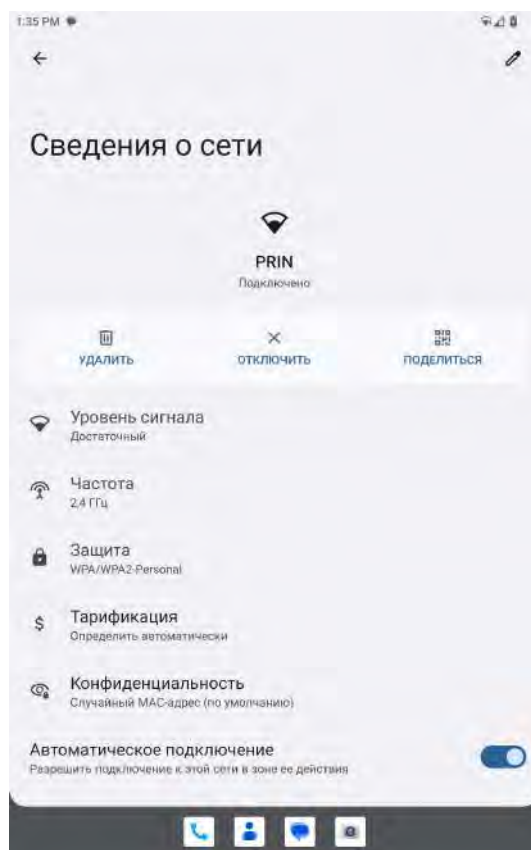 1:35 PM
Сведения о сети
PRIN
Подключено
УДАЛИТЬ
ОТКЛЮЧИТЬ
ПОДЕЛИТЬСЯ
Уровень сигнала
Достаточный
Частота
2,4 ГГц
Защита
WPA/WPA2-Personal
Тарификация
Определить автоматически
Конфиденциальность
Случайный MAC-адрес (по умолчанию)
Автоматическое подключение
Разрешить подключение к этой сети в зоне ее действия